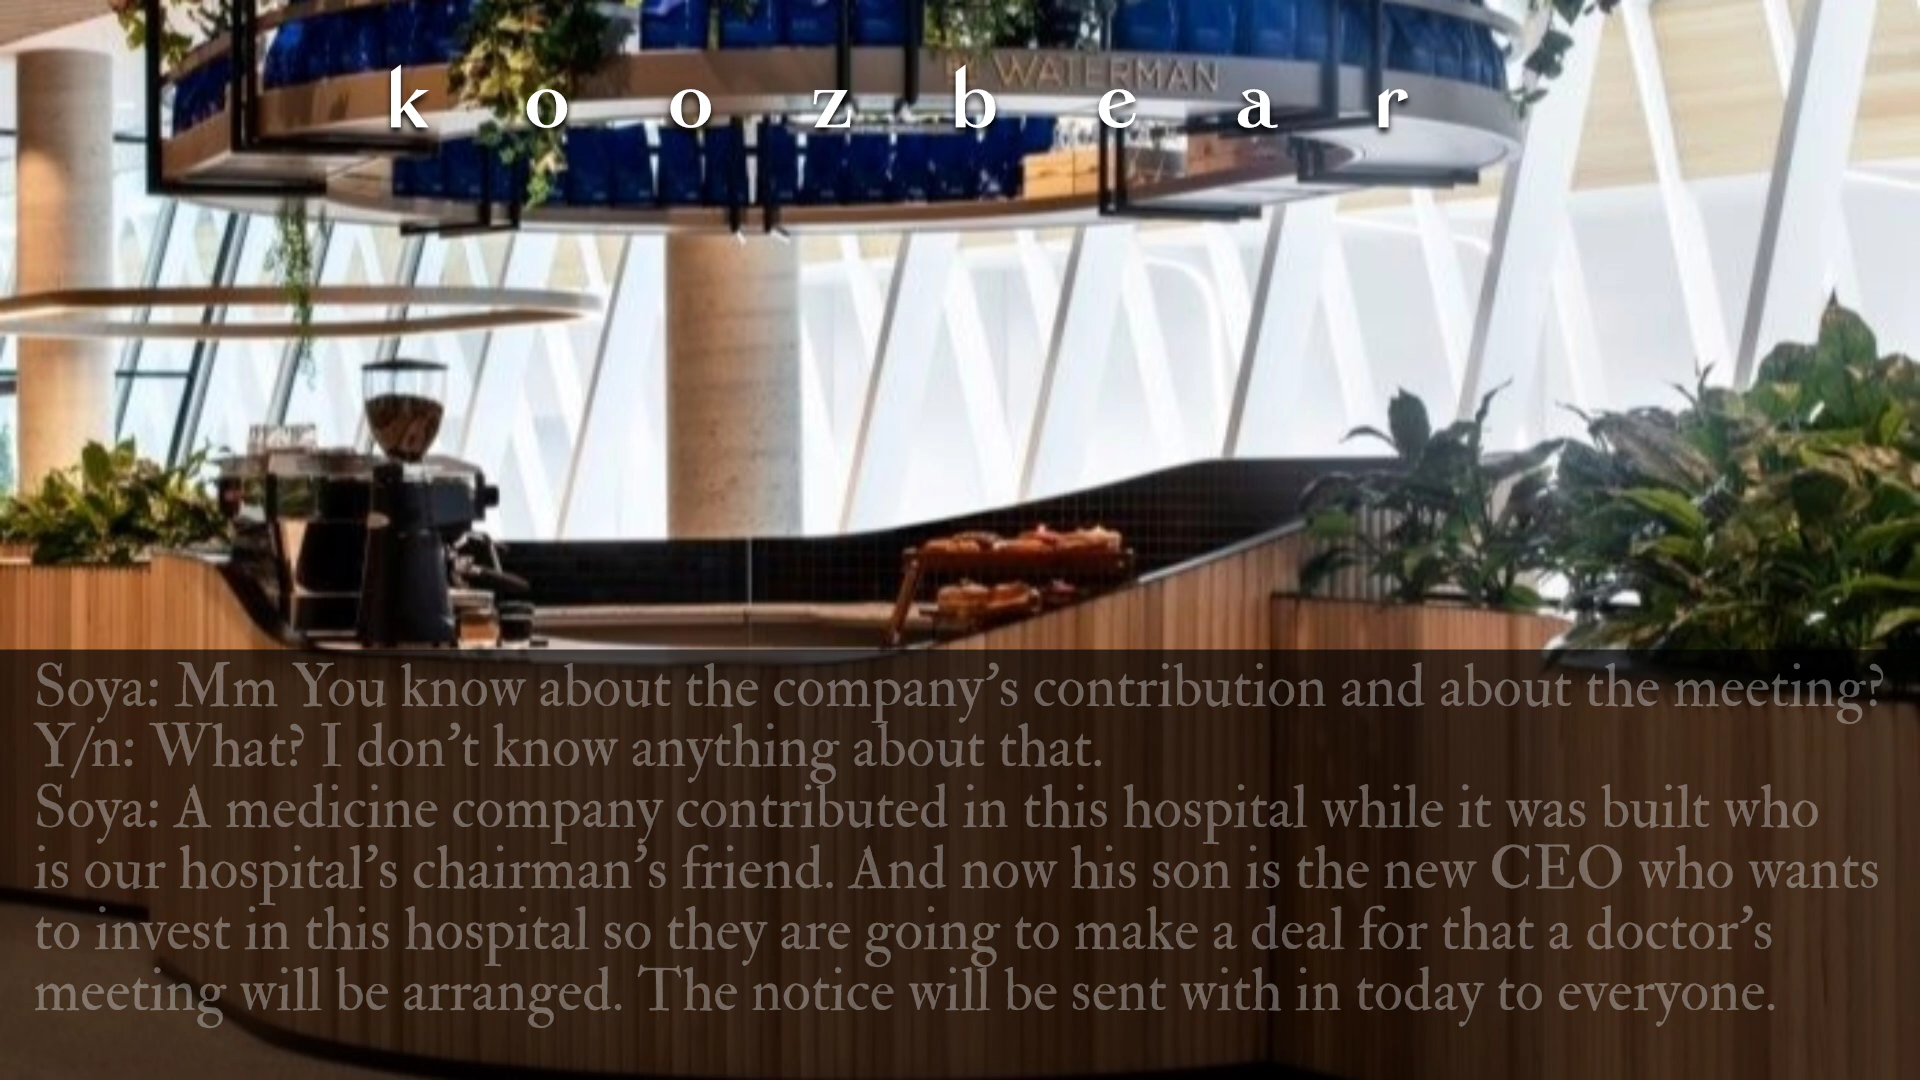 WATERMAN
k o o z b e a r
Soya: Mm You know about the company's contribution and about the meeting?
Y/n: What? I don't know anything about that.
Soya: A medicine company contributed in this hospital while it was built who
is our hospital's chairman's friend. And now his son is the new CEO who wants
to invest in this hospital so they are going to make a deal for that a doctor's
meeting will be arranged. The notice will be sent with in today to everyone.